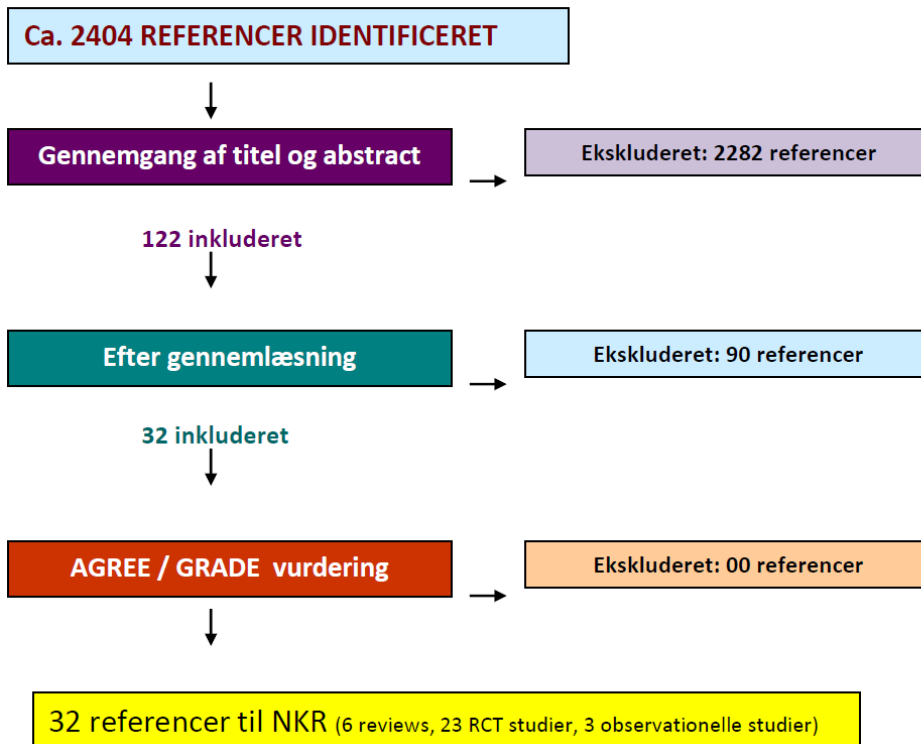 Ca. 2404 REFERENCER IDENTIFICERET
Gennemgang af titel og abstract
Ekskluderet: 2282 referencer
122 inkluderet
Efter gennemlæsning
Ekskluderet: 90 referencer
32 inkluderet
AGREE / GRADE vurdering
Ekskluderet: 00 referencer
32 referencer til NKR (6 reviews, 23 RCT studier, 3 observationelle studier)